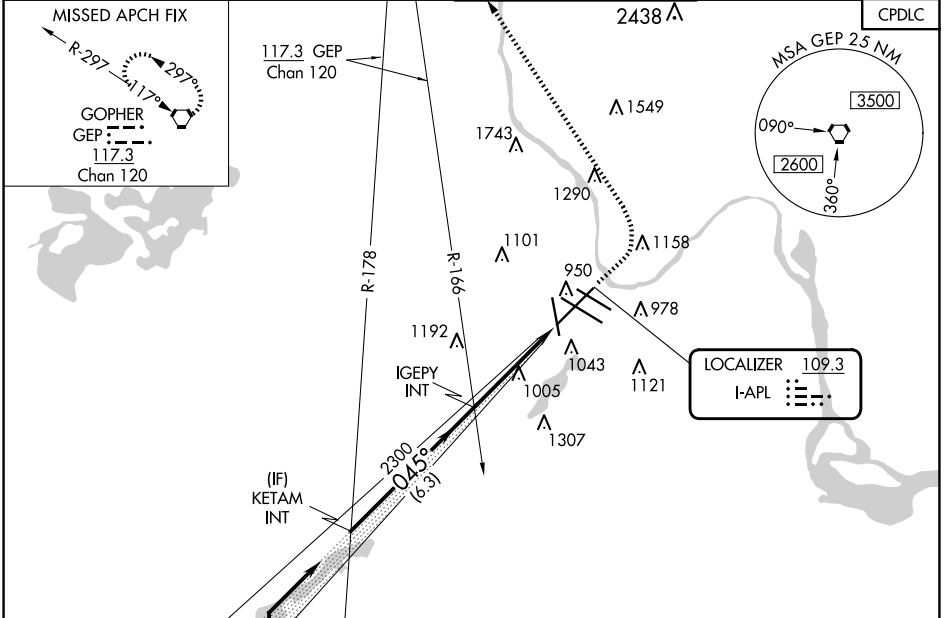 MISSED APCH FIX
R-297
117°
297°
GOPHER
GEP
117.3
Chan 120
117.3 GEP
Chan 120
2438
CPDLC
MSA GEP 25 NM
3500
090°
2600
360°
1549
1743
1290
1101
1158
R-178
R-166
950
978
1192
1043
1121
IGEPY
INT
1005
1307
LOCALIZER 109.3
I-APL
2300
045°
(6.3)
(IF)
KETAM
INT